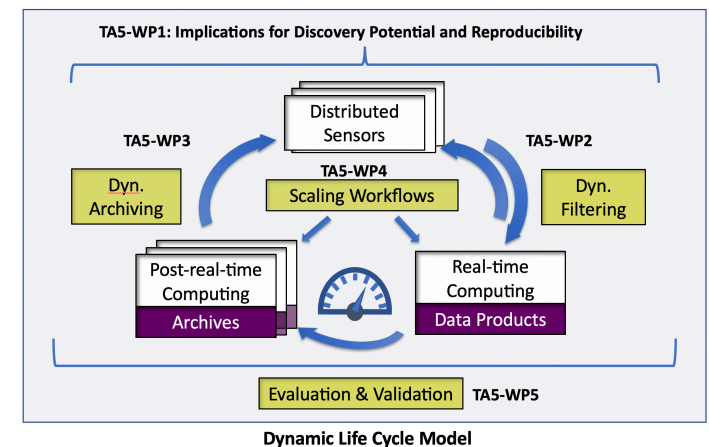 TA5-WP1: Implications for Discovery Potential and Reproducibility
Distributed
Sensors
TA5-WP3
TA5-WP2
TA5-WP4
Dyn.
Archiving
Scaling Workflows
Dyn.
Filtering
Post-real-time
Computing
Archives
Real-time
Computing
Data Products
Evaluation & Validation
TA5-WP5
Dynamic Life Cycle Model